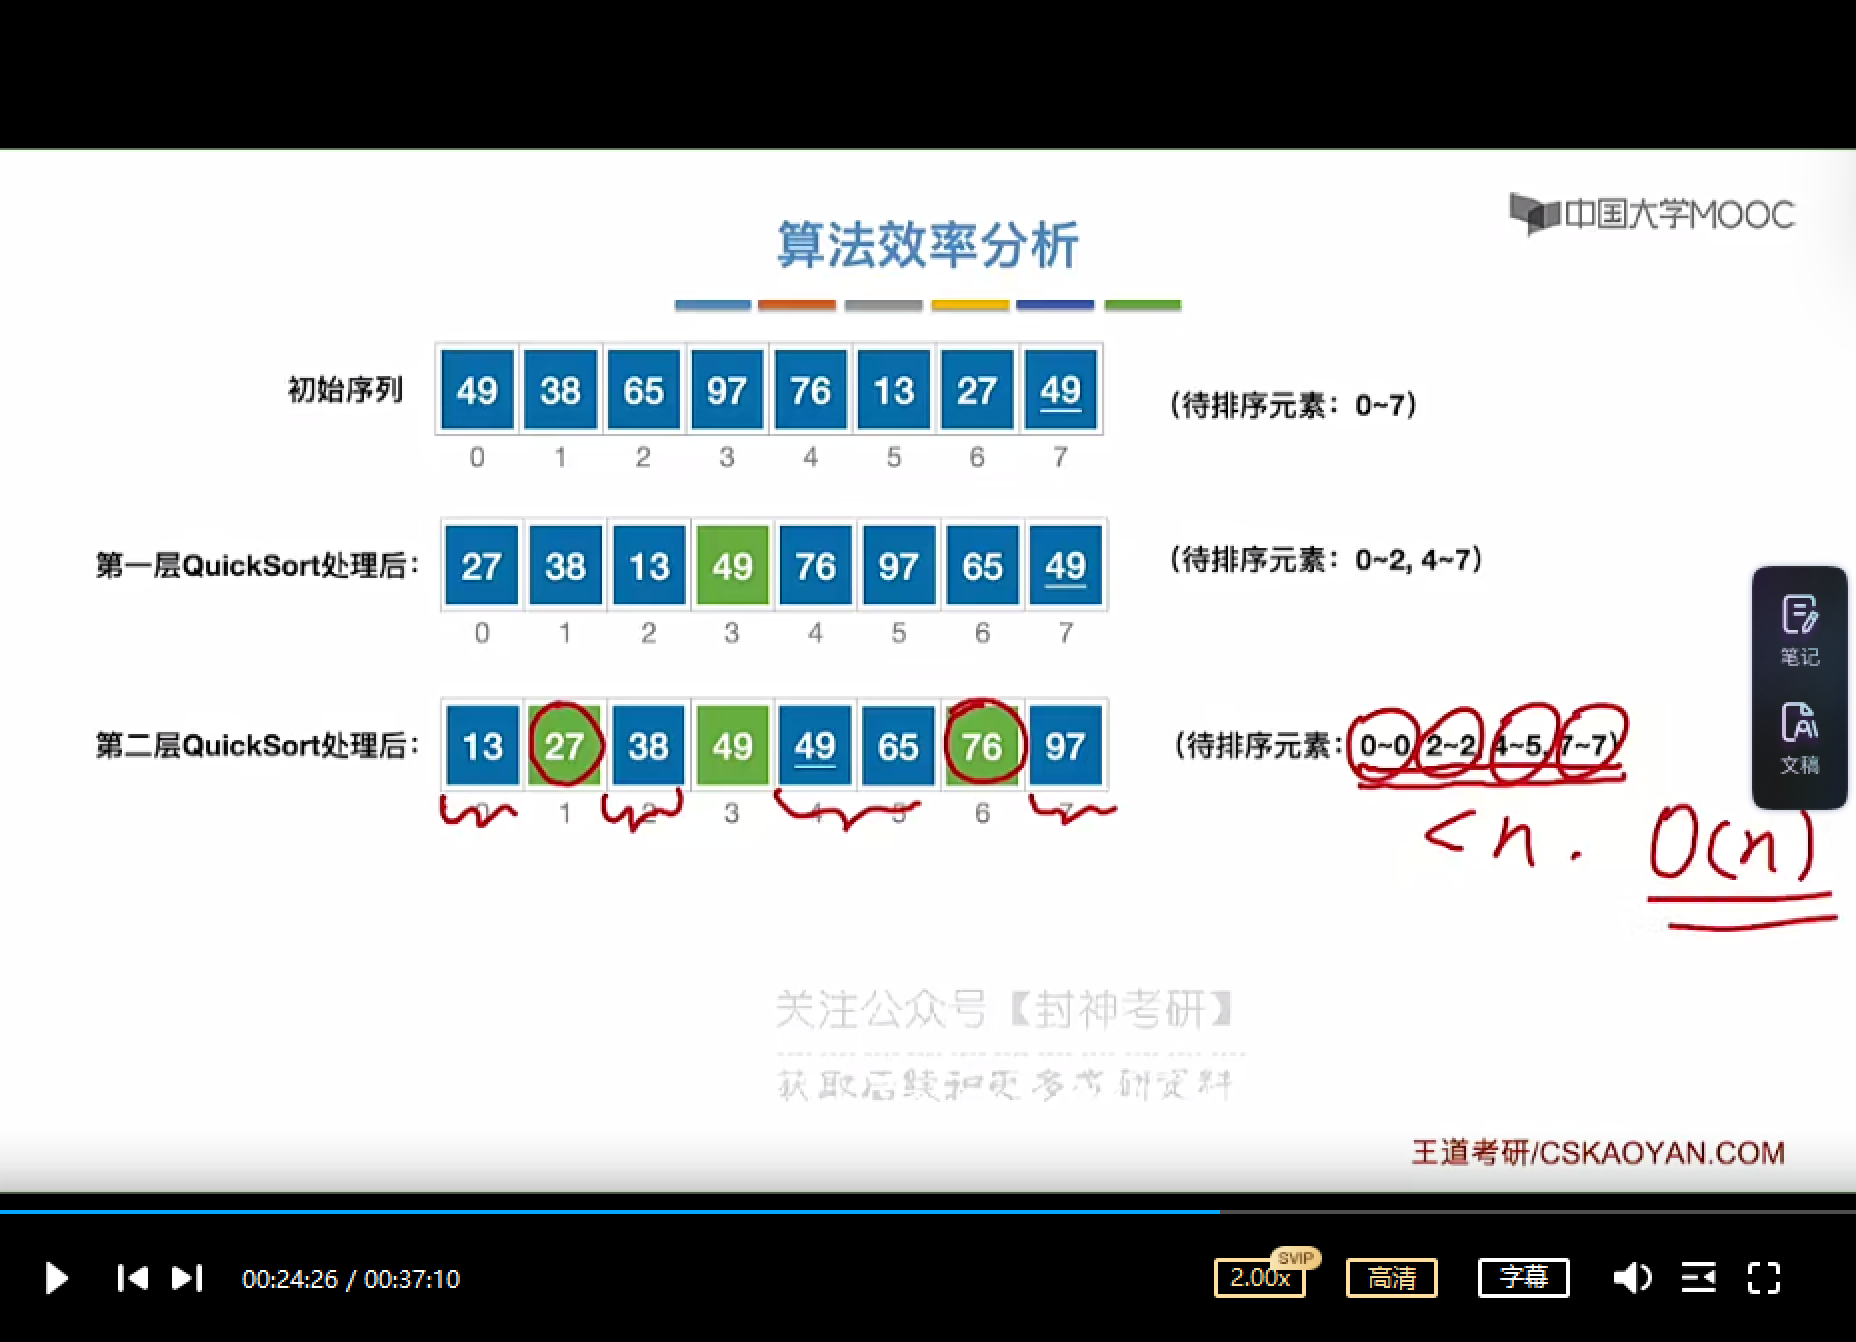 中国大学MOOC
算法效率分析
初始序列 49 38 65 97 76 13 27 49 (待排序元素：0~7)
0 1 2 3 4 5 6 7
第一层QuickSort处理后： 27 38 13 49 76 97 65 49 (待排序元素：0~2, 4~7)
0 1 2 3 4 5 6 7
笔记
第二层QuickSort处理后： 13 27 38 49 49 65 76 97 (待排序元素：0~0, 2~2, 4~5, 7~7)
文稿
0 1 2 3 4 5 6 7
< n . O(n)
关注公众号【封神考研】
获取后续和更多考研资料
王道考研/CSKAOYAN.COM
SVIP
00:24:26 / 00:37:10 2.00x 高清 字幕